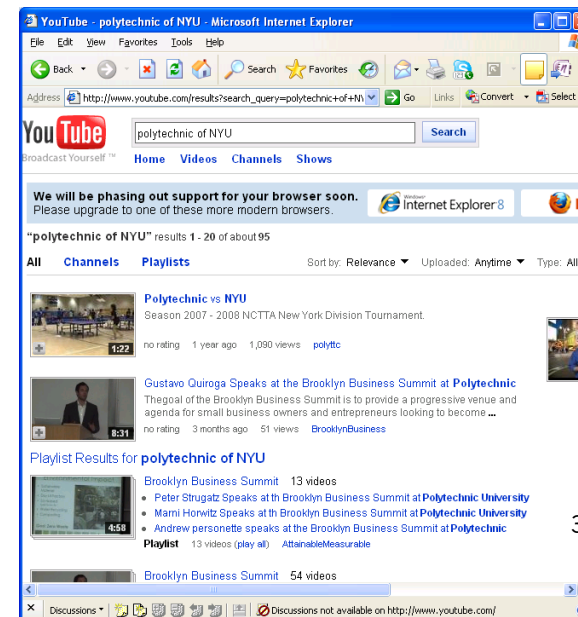 YouTube - polytechnic of NYU - Microsoft Internet Explorer
File Edit View Favorites Tools Help
Back Search Favorites
Address http://www.youtube.com/results?search_query=polytechnic+of+N Go Links Convert Select
You Tube polytechnic of NYU Search
Broadcast Yourself ™ Home Videos Channels Shows
We will be phasing out support for your browser soon.
Please upgrade to one of these more modern browsers.
Windows Internet Explorer 8
"polytechnic of NYU" results 1 - 20 of about 95
All Channels Playlists Sort by: Relevance Uploaded: Anytime Type: All
Polytechnic vs NYU
Season 2007 - 2008 NCTTA New York Division Tournament.
1:22 no rating 1 year ago 1,090 views polyttc
Gustavo Quiroga Speaks at the Brooklyn Business Summit at Polytechnic
Thegoal of the Brooklyn Business Summit is to provide a progressive venue and
agenda for small business owners and entrepreneurs looking to become ...
8:31 no rating 3 months ago 51 views BrooklynBusiness
Playlist Results for polytechnic of NYU
Brooklyn Business Summit 13 videos
• Peter Strugatz Speaks at th Brooklyn Business Summit at Polytechnic University
• Marni Horwitz Speaks at th Brooklyn Business Summit at Polytechnic University
• Andrew personette speaks at the Brooklyn Business Summit at Polytechnic
4:58 Playlist 13 videos (play all) AttainableMeasurable
3
Brooklyn Business Summit 54 videos
Discussions Discussions not available on http://www.youtube.com/